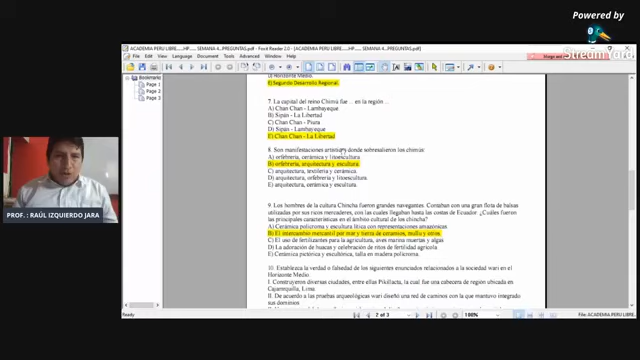 Powered by
StreamYard
ACADEMIA PERU LIBRE......HP...... SEMANA 4...PREGUNTAS.pdf - Foxit Reader 2.0 - [ACADEMIA PERU LIBRE......HP...... SEMANA 4...PREGUNTAS.pdf]
File Edit View Document Tools Advanced Window Help
Bookmarks
Page 1
Page 2
Page 3
D) Horizonte Medio.
E) Segundo Desarrollo Regional.
7. La capital del reino Chimú fue .. en la región ..
A) Chan Chan - Lambayeque
B) Sipán - La Libertad
C) Chan Chan - Piura
D) Sipán - Lambayeque
E) Chan Chan - La Libertad
8. Son manifestaciones artísticas donde sobresalieron los chimús:
A) orfebrería, cerámica y litoescultura
B) orfebrería, arquitectura y escultura.
C) arquitectura, textilería y cerámica.
D) arquitectura, orfebrería y litoescultura.
E) arquitectura, cerámica y escultura.
9. Los hombres de la cultura Chincha fueron grandes navegantes. Contaban con una gran flota de balsas
utilizadas por sus ricos mercaderes, con las cuales llegaban hasta las costas de Ecuador. ¿Cuáles fueron
las principales características en el ámbito cultural de los chincha?
A) Cerámica polícroma y escultura lítica con representaciones amazónicas.
B) El intercambio mercantil por mar y tierra de ceramios, mullu y otros.
C) El uso de fertilizantes para la agricultura, aves marina muertas y algas
D) La adoración de huacas y celebración de ritos de fertilidad agrícola
E) Cerámica pictórica y escultórica, talla en madera polícroma.
10. Establezca la verdad o falsedad de los siguientes enunciados relacionados a la sociedad wari en el
Horizonte Medio.
I. Construyeron diversas ciudades, entre ellas Pikillacta, la cual fue una cabecera de región ubicada en
Cajamarquilla, Lima.
II. De acuerdo a las pruebas arqueológicas wari diseñó una red de caminos con lo que mantuvo integrado
sus dominios
PROF. : RAÚL IZQUIERDO JARA
2 of 3
100%
Ready